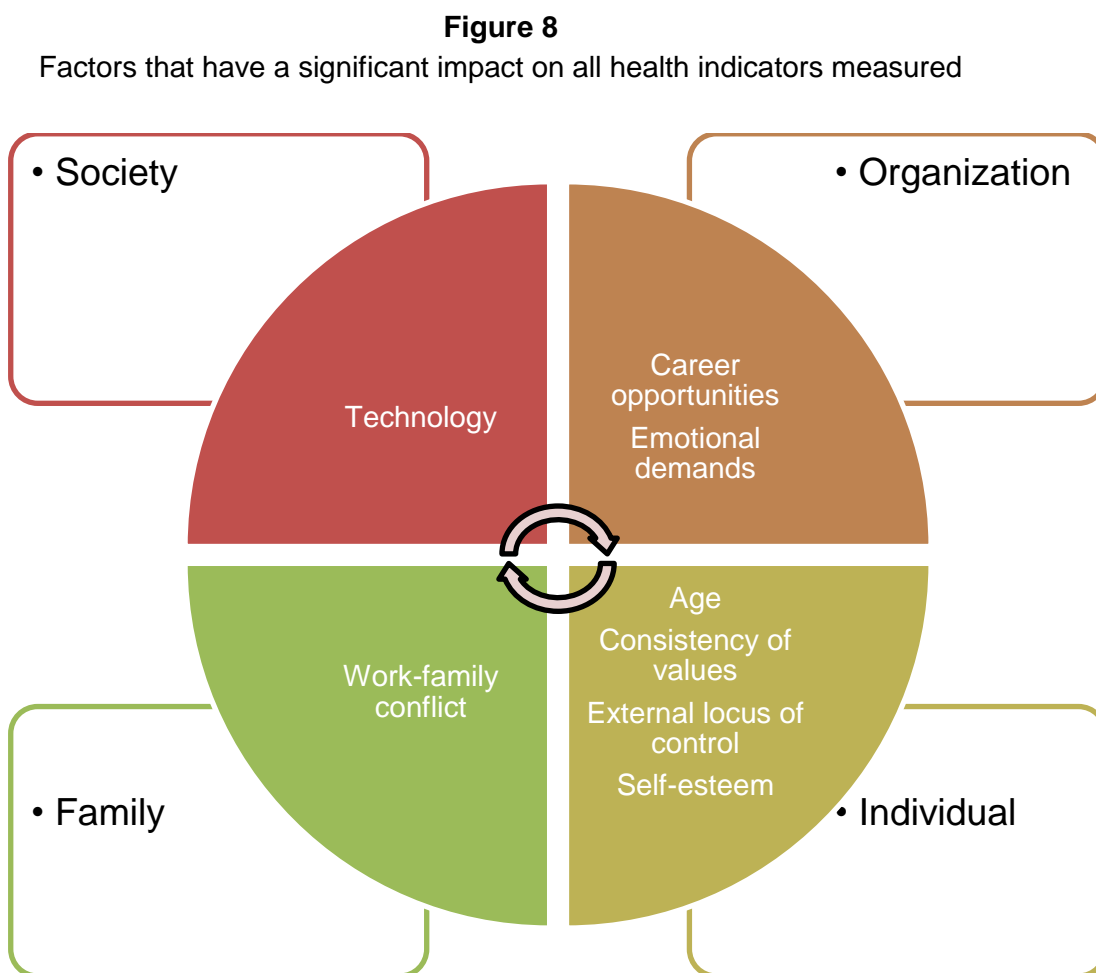 Figure 8
Factors that have a significant impact on all health indicators measured
• Society
• Organization
Technology
Career
opportunities
Emotional
demands
Work-family
conflict
Age
Consistency of
values
External locus of
control
Self-esteem
• Family
• Individual